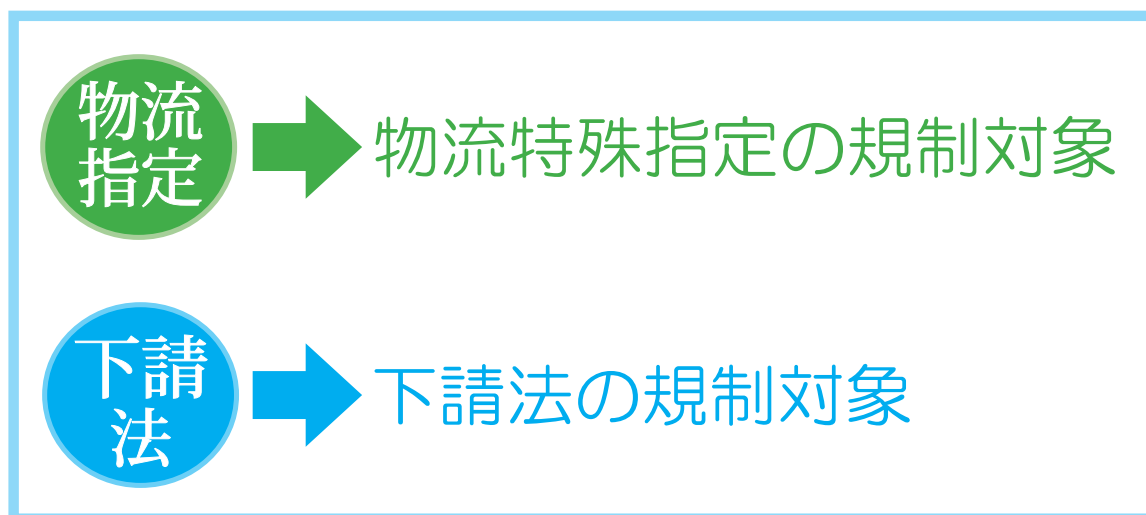 物流
指定
物流特殊指定の規制対象
下請
法
下請法の規制対象